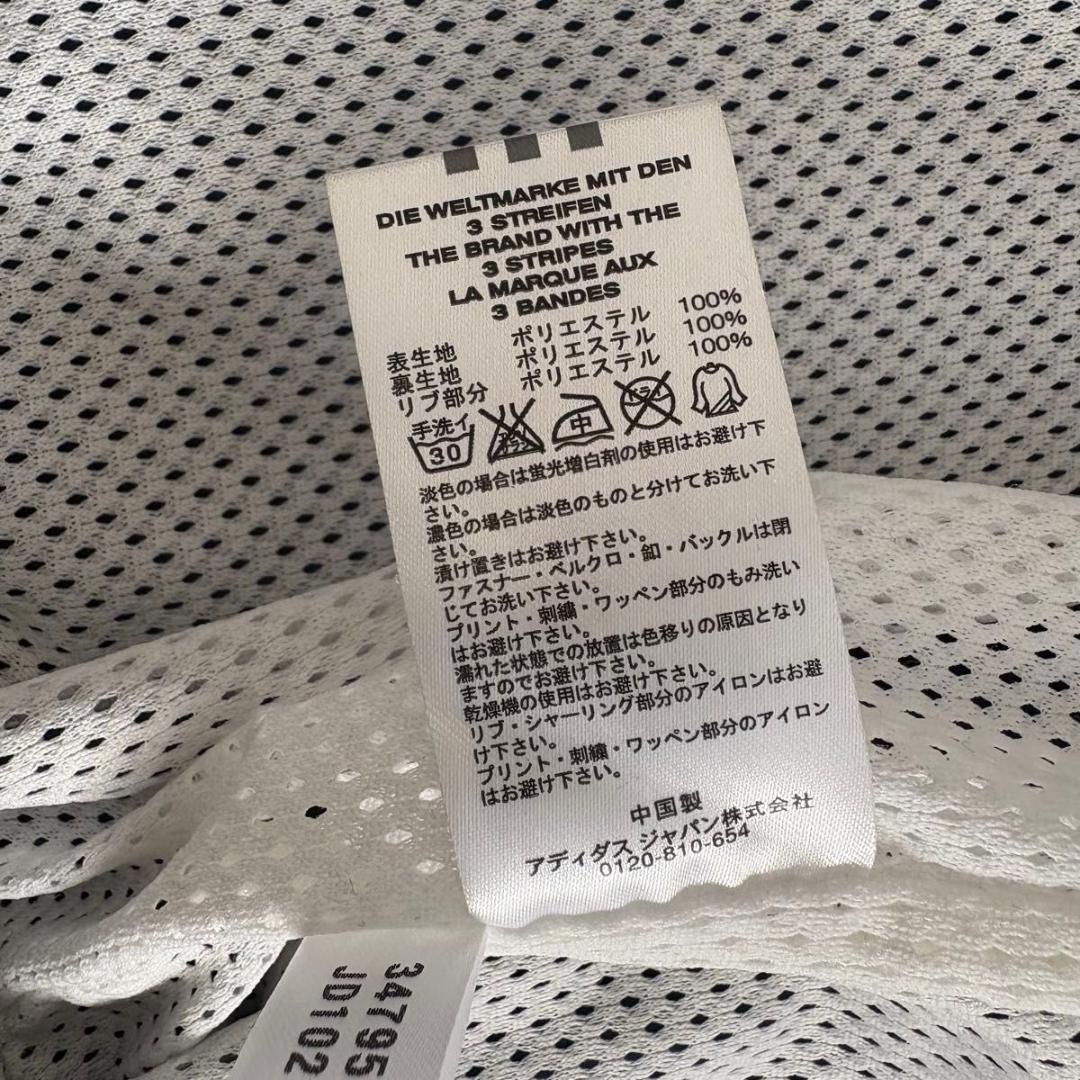 DIE WELTMARKE MIT DEN
3 STREIFEN
THE BRAND WITH THE
3 STRIPES
LA MARQUE AUX
3 BANDES
表生地 ポリエステル 100%
裏生地 ポリエステル 100%
リブ部分 ポリエステル 100%
手洗イ 30 中 ドライ
淡色の場合は蛍光増白剤の使用はお避け下
さい。
濃色の場合は淡色のものと分けてお洗い下
さい。
漬け置きはお避け下さい。
ファスナー・ベルクロ・釦・バックルは閉
じてお洗い下さい。
プリント・刺繍・ワッペン部分のもみ洗い
はお避け下さい。
濡れた状態での放置は色移りの原因となり
ますのでお避け下さい。
乾燥機の使用はお避け下さい。
リブ・シャーリング部分のアイロンはお避
け下さい。
プリント・刺繍・ワッペン部分のアイロン
はお避け下さい。
中国製
アディダス ジャパン株式会社
0120-810-654
34795
JD102